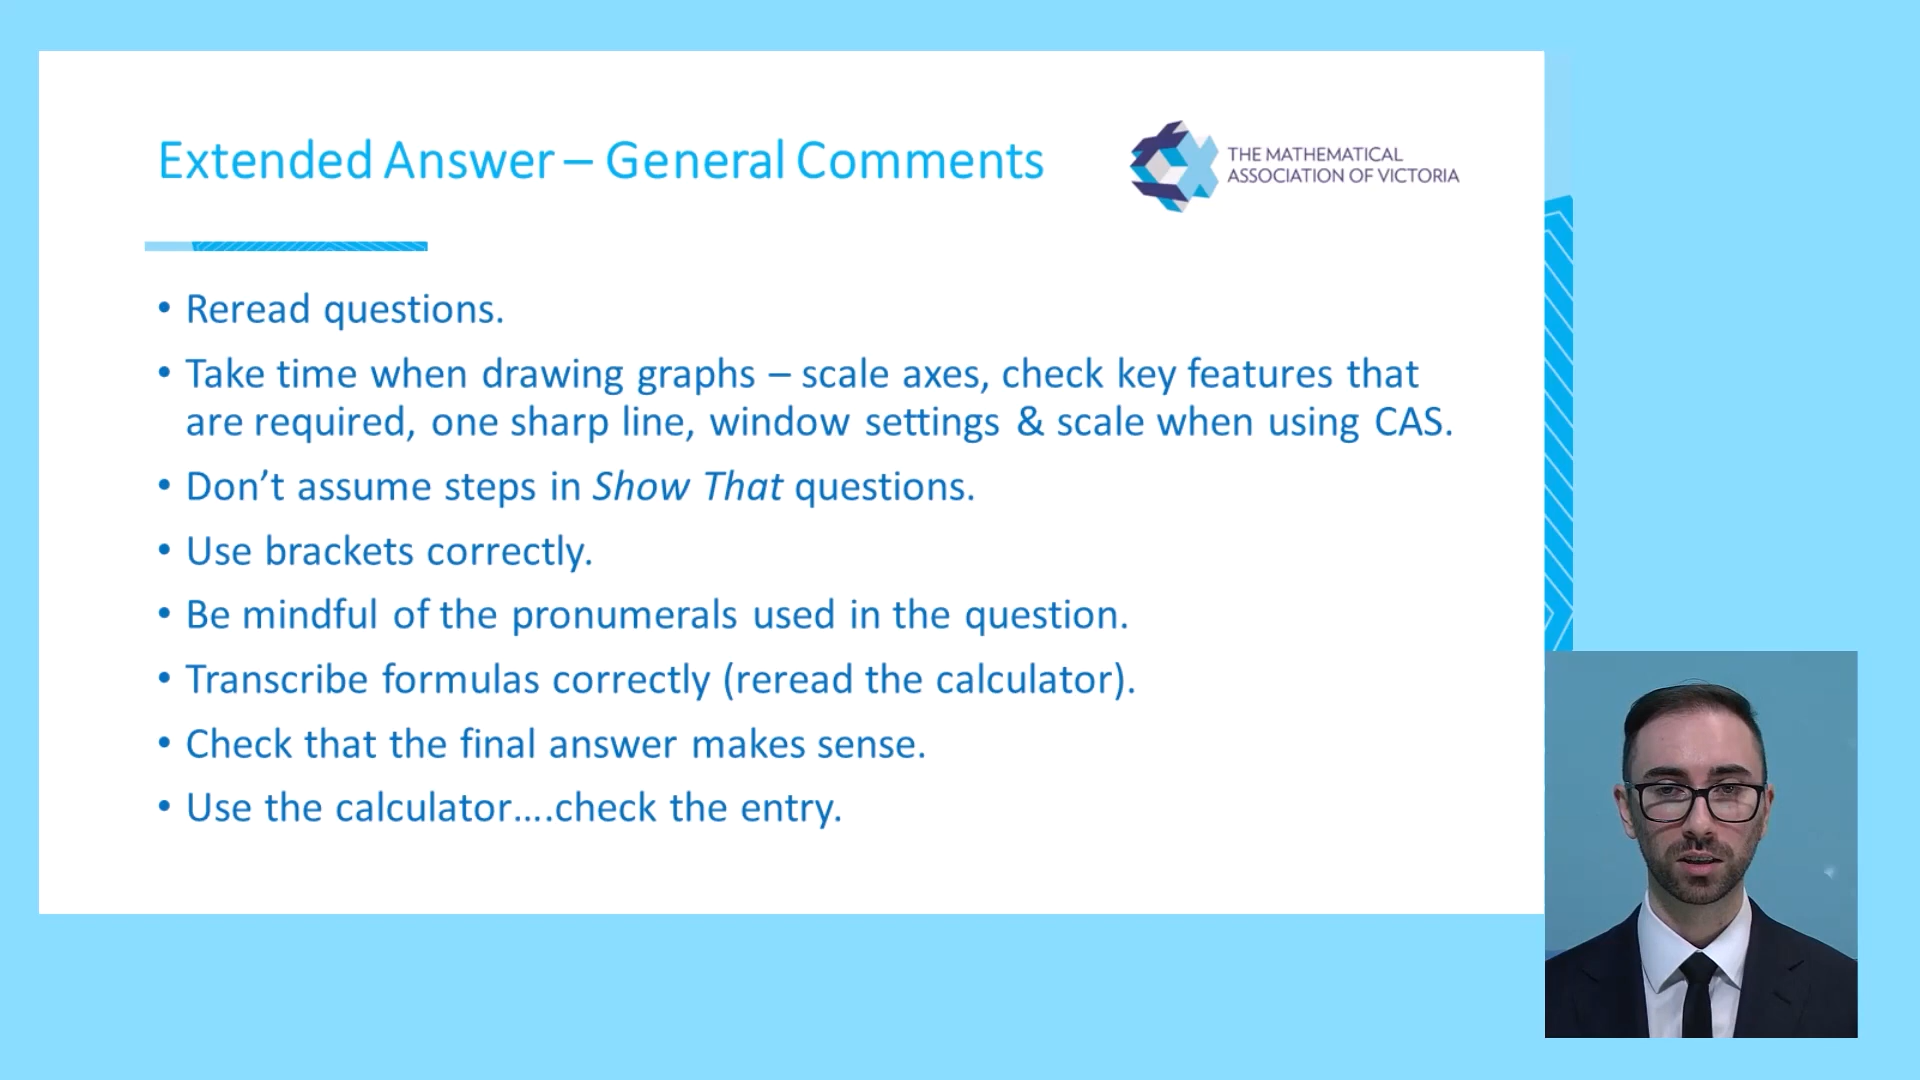 Extended Answer – General Comments
THE MATHEMATICAL
ASSOCIATION OF VICTORIA
• Reread questions.
• Take time when drawing graphs – scale axes, check key features that
are required, one sharp line, window settings & scale when using CAS.
• Don’t assume steps in Show That questions.
• Use brackets correctly.
• Be mindful of the pronumerals used in the question.
• Transcribe formulas correctly (reread the calculator).
• Check that the final answer makes sense.
• Use the calculator....check the entry.